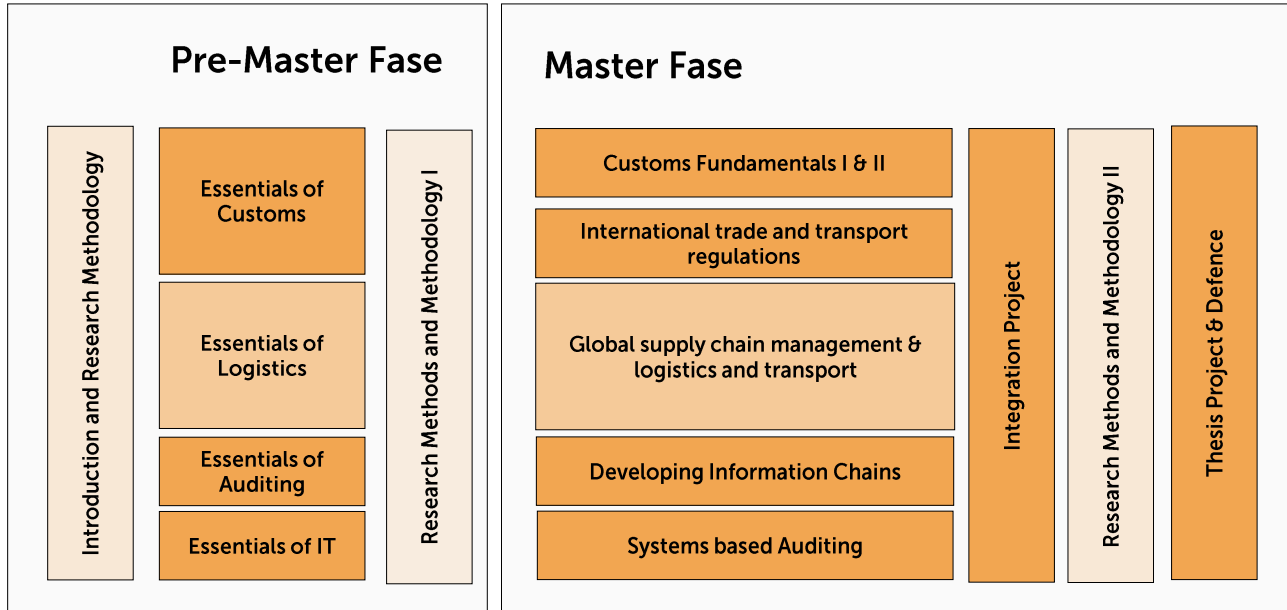 Pre-Master Fase
Introduction and Research Methodology
Essentials of
Customs
Essentials of
Logistics
Essentials of
Auditing
Essentials of IT
Research Methods and Methodology I
Master Fase
Customs Fundamentals I & II
International trade and transport
regulations
Global supply chain management &
logistics and transport
Developing Information Chains
Systems based Auditing
Integration Project
Research Methods and Methodology II
Thesis Project & Defence